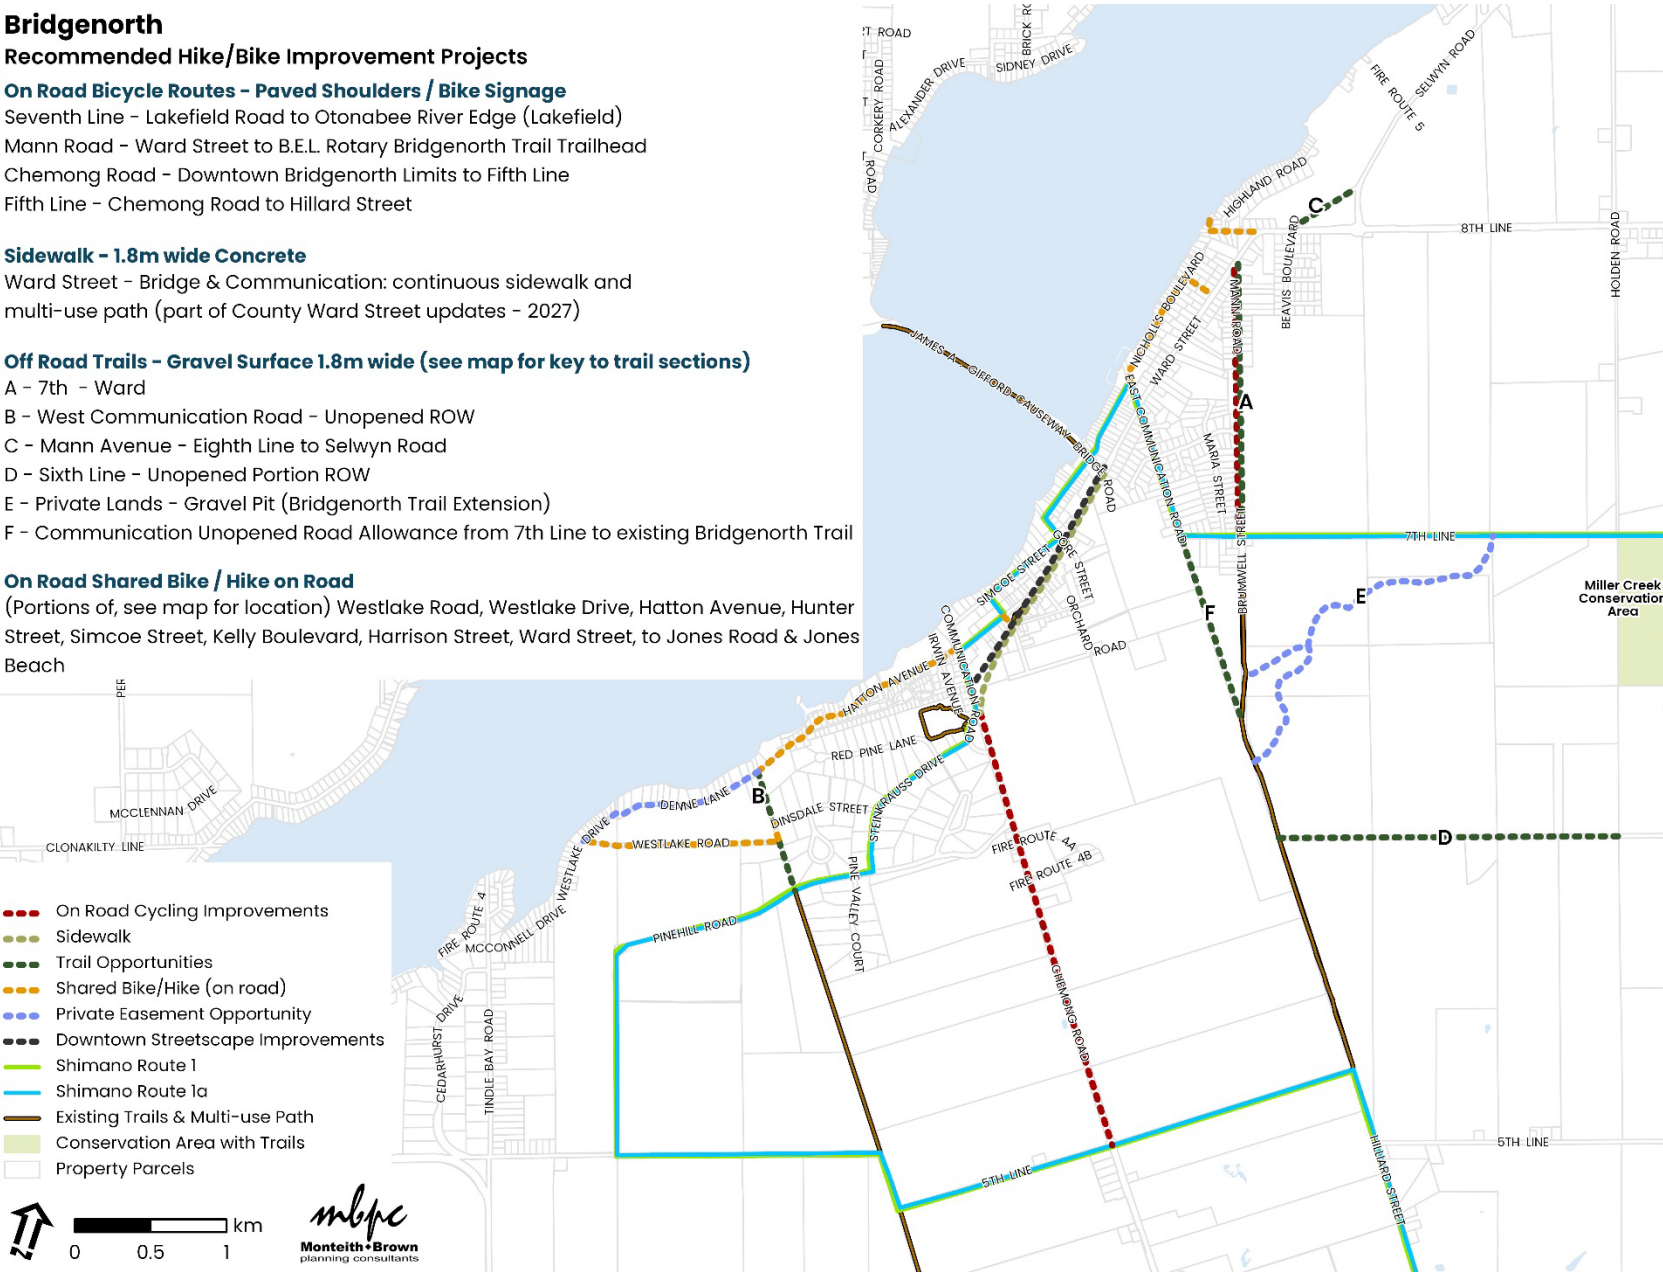 Bridgenorth
Recommended Hike/Bike Improvement Projects
On Road Bicycle Routes - Paved Shoulders / Bike Signage
Seventh Line - Lakefield Road to Otonabee River Edge (Lakefield)
Mann Road - Ward Street to B.E.L. Rotary Bridgenorth Trail Trailhead
Chemong Road - Downtown Bridgenorth Limits to Fifth Line
Fifth Line - Chemong Road to Hillard Street
Sidewalk - 1.8m wide Concrete
Ward Street - Bridge & Communication: continuous sidewalk and
multi-use path (part of County Ward Street updates - 2027)
Off Road Trails - Gravel Surface 1.8m wide (see map for key to trail sections)
A - 7th - Ward
B - West Communication Road - Unopened ROW
C - Mann Avenue - Eighth Line to Selwyn Road
D - Sixth Line - Unopened Portion ROW
E - Private Lands - Gravel Pit (Bridgenorth Trail Extension)
F - Communication Unopened Road Allowance from 7th Line to existing Bridgenorth Trail
On Road Shared Bike / Hike on Road
(Portions of, see map for location) Westlake Road, Westlake Drive, Hatton Avenue, Hunter
Street, Simcoe Street, Kelly Boulevard, Harrison Street, Ward Street, to Jones Road & Jones
Beach
ROAD
CORKERY ROAD
ROAD
ALEXANDER DRIVE
SIDNEY DRIVE
SELWYN ROAD
FIRE ROUTE 5
HIGHLAND ROAD
C
8TH LINE
HOLDEN ROAD
BEAVIS BOULEVARD
MANN ROAD
NICHOLLS BOULEVARD
WARD STREET
JAMES A GIFFORD CAUSEWAY
BRIDGE ROAD
EAST COMMUNICATION ROAD
A
MARIA STREET
7TH LINE
BRUMWELL STREET
GORE STREET
SIMCOE STREET
ORCHARD ROAD
COMMUNICATION ROAD
IRWIN AVENUE
HATTON AVENUE
F
E
Miller Creek
Conservation
Area
RED PINE LANE
B
DENNE LANE
DINSDALE STREET
STEINKRAUSS DRIVE
WESTLAKE ROAD
WESTLAKE DRIVE
MCCLENNAN DRIVE
CLONAKILTY LINE
FIRE ROUTE 4A
FIRE ROUTE 4B
D
PINE VALLEY COURT
PINEHILL ROAD
FIRE ROUTE 4
MCCONNELL DRIVE
CEDARHURST DRIVE
TINDLE BAY ROAD
CHEMONG ROAD
5TH LINE
5TH LINE
HILLIARD STREET
On Road Cycling Improvements
Sidewalk
Trail Opportunities
Shared Bike/Hike (on road)
Private Easement Opportunity
Downtown Streetscape Improvements
Shimano Route 1
Shimano Route 1a
Existing Trails & Multi-use Path
Conservation Area with Trails
Property Parcels
N
km
0 0.5 1
mbpc
Monteith•Brown
planning consultants